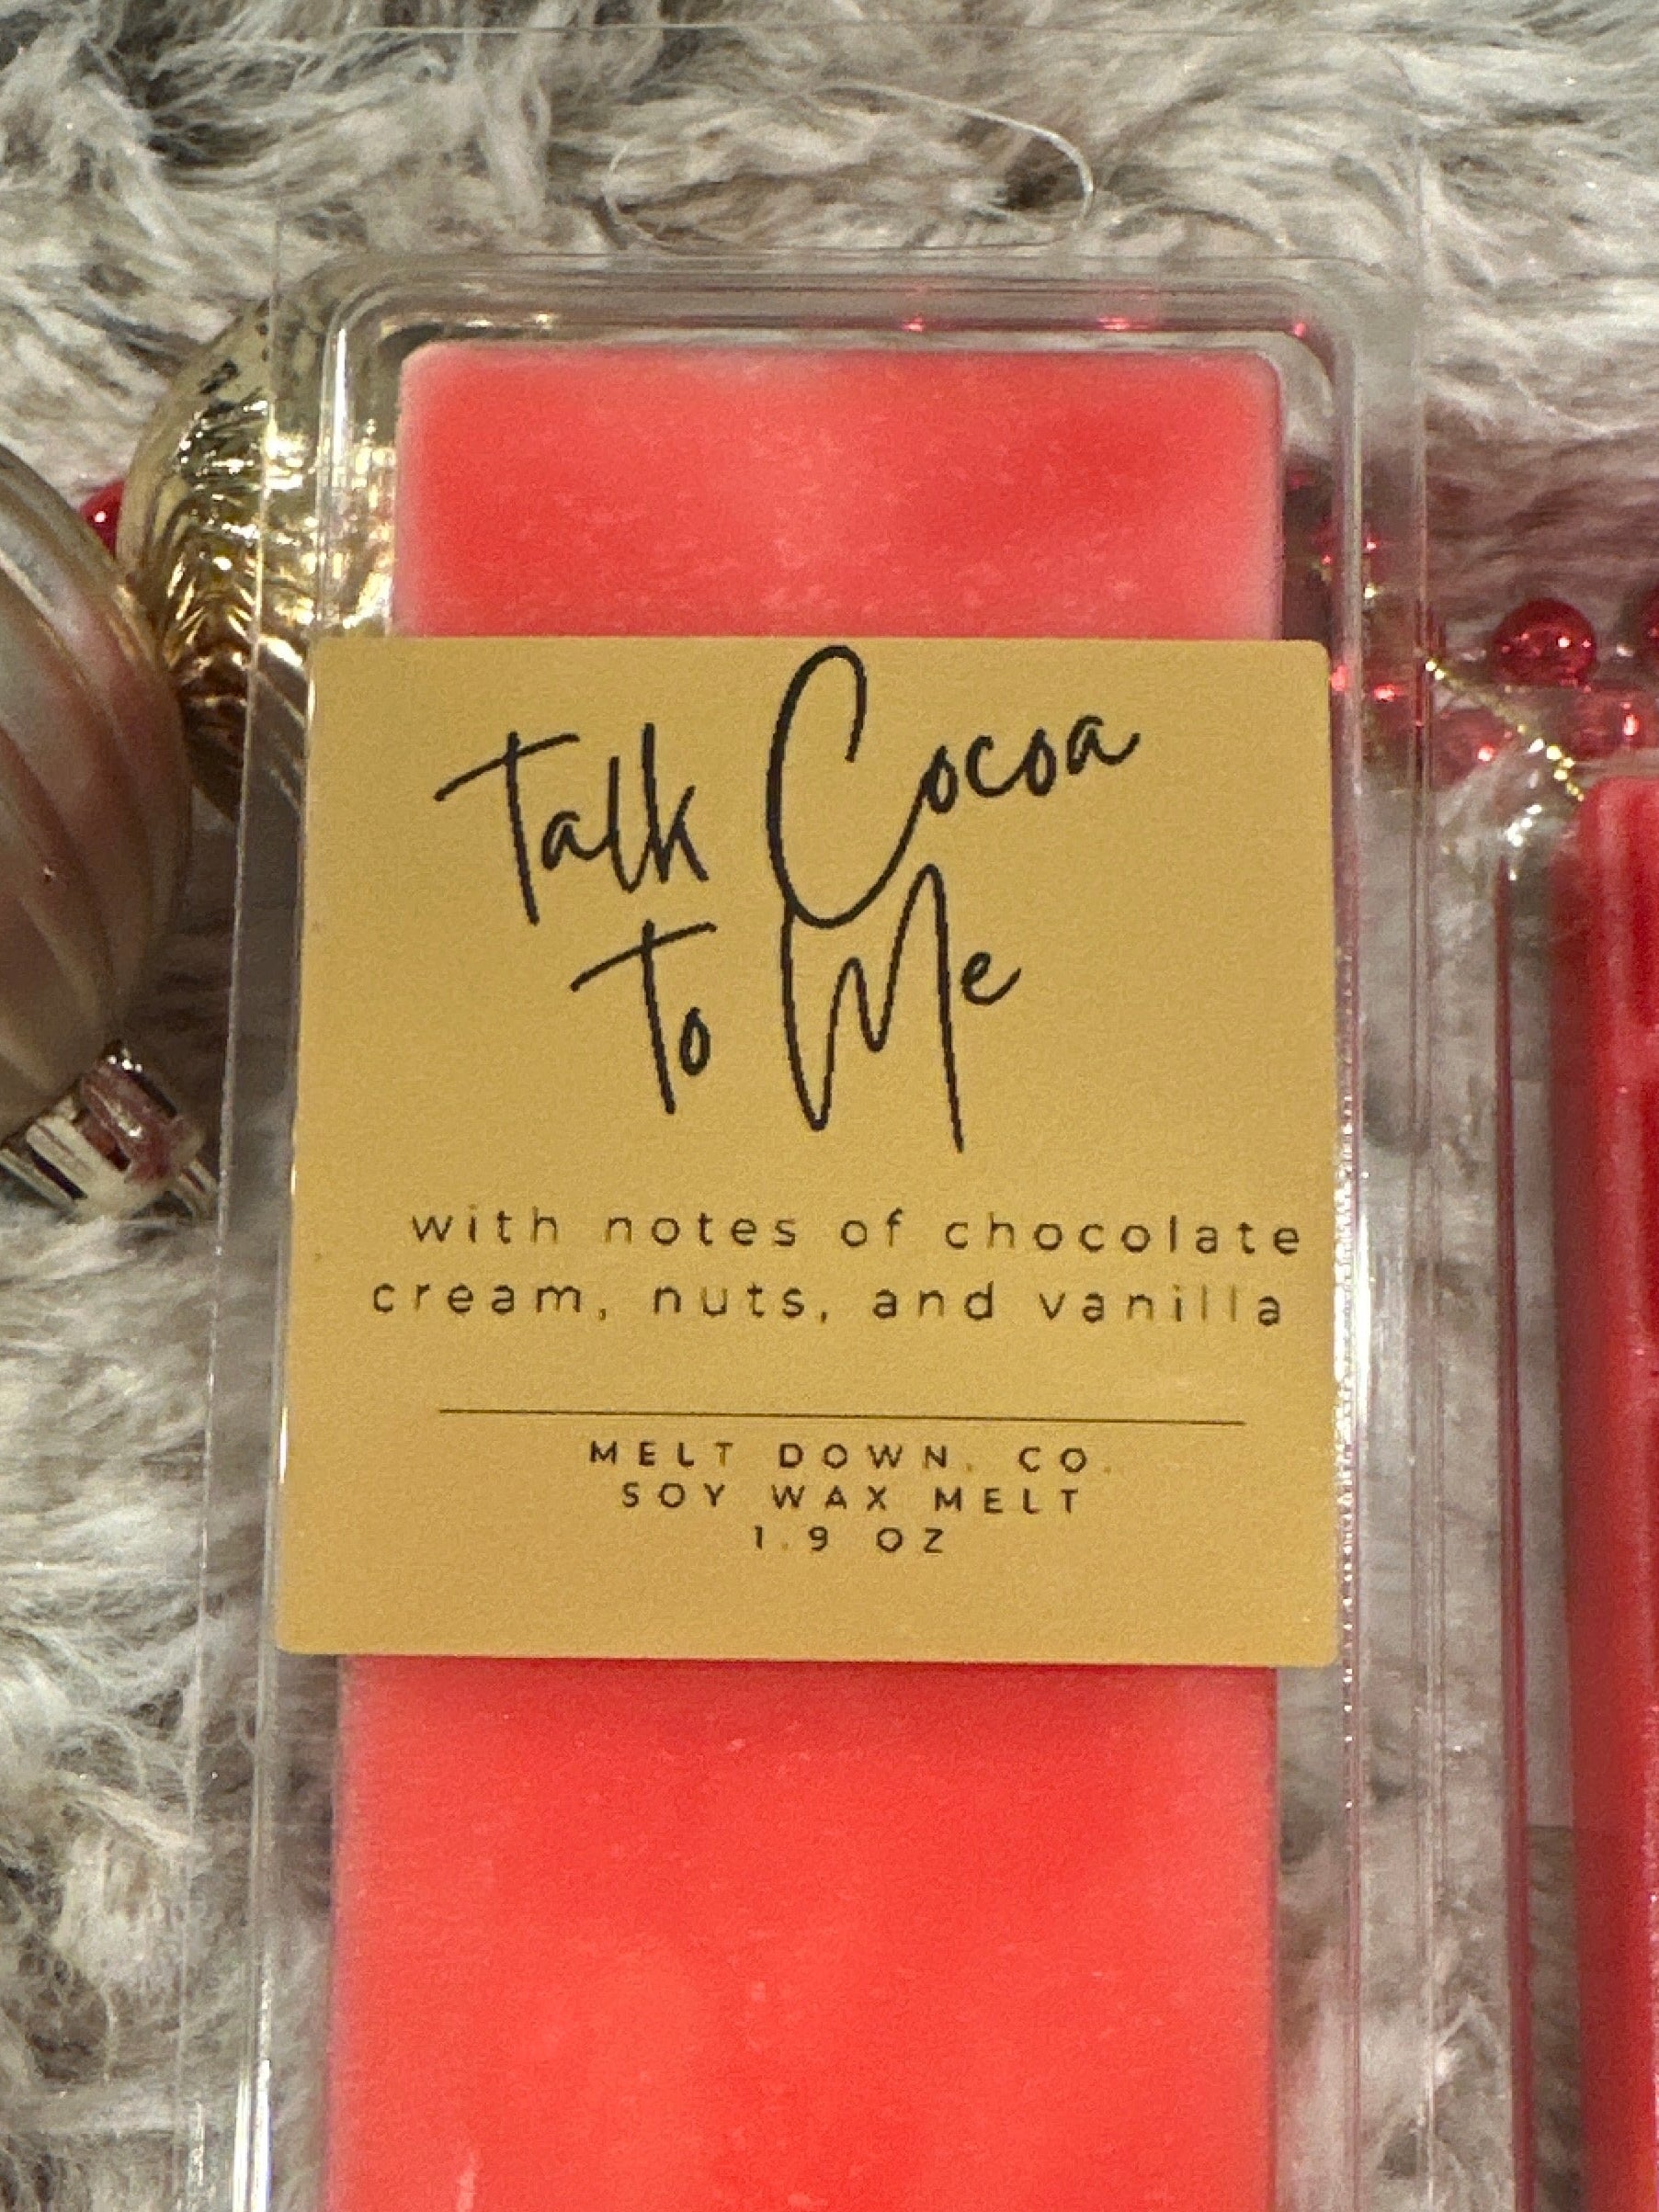 Talk Cocoa
To Me
with notes of chocolate
cream, nuts, and vanilla
MELT DOWN. CO.
SOY WAX MELT
1.9 OZ